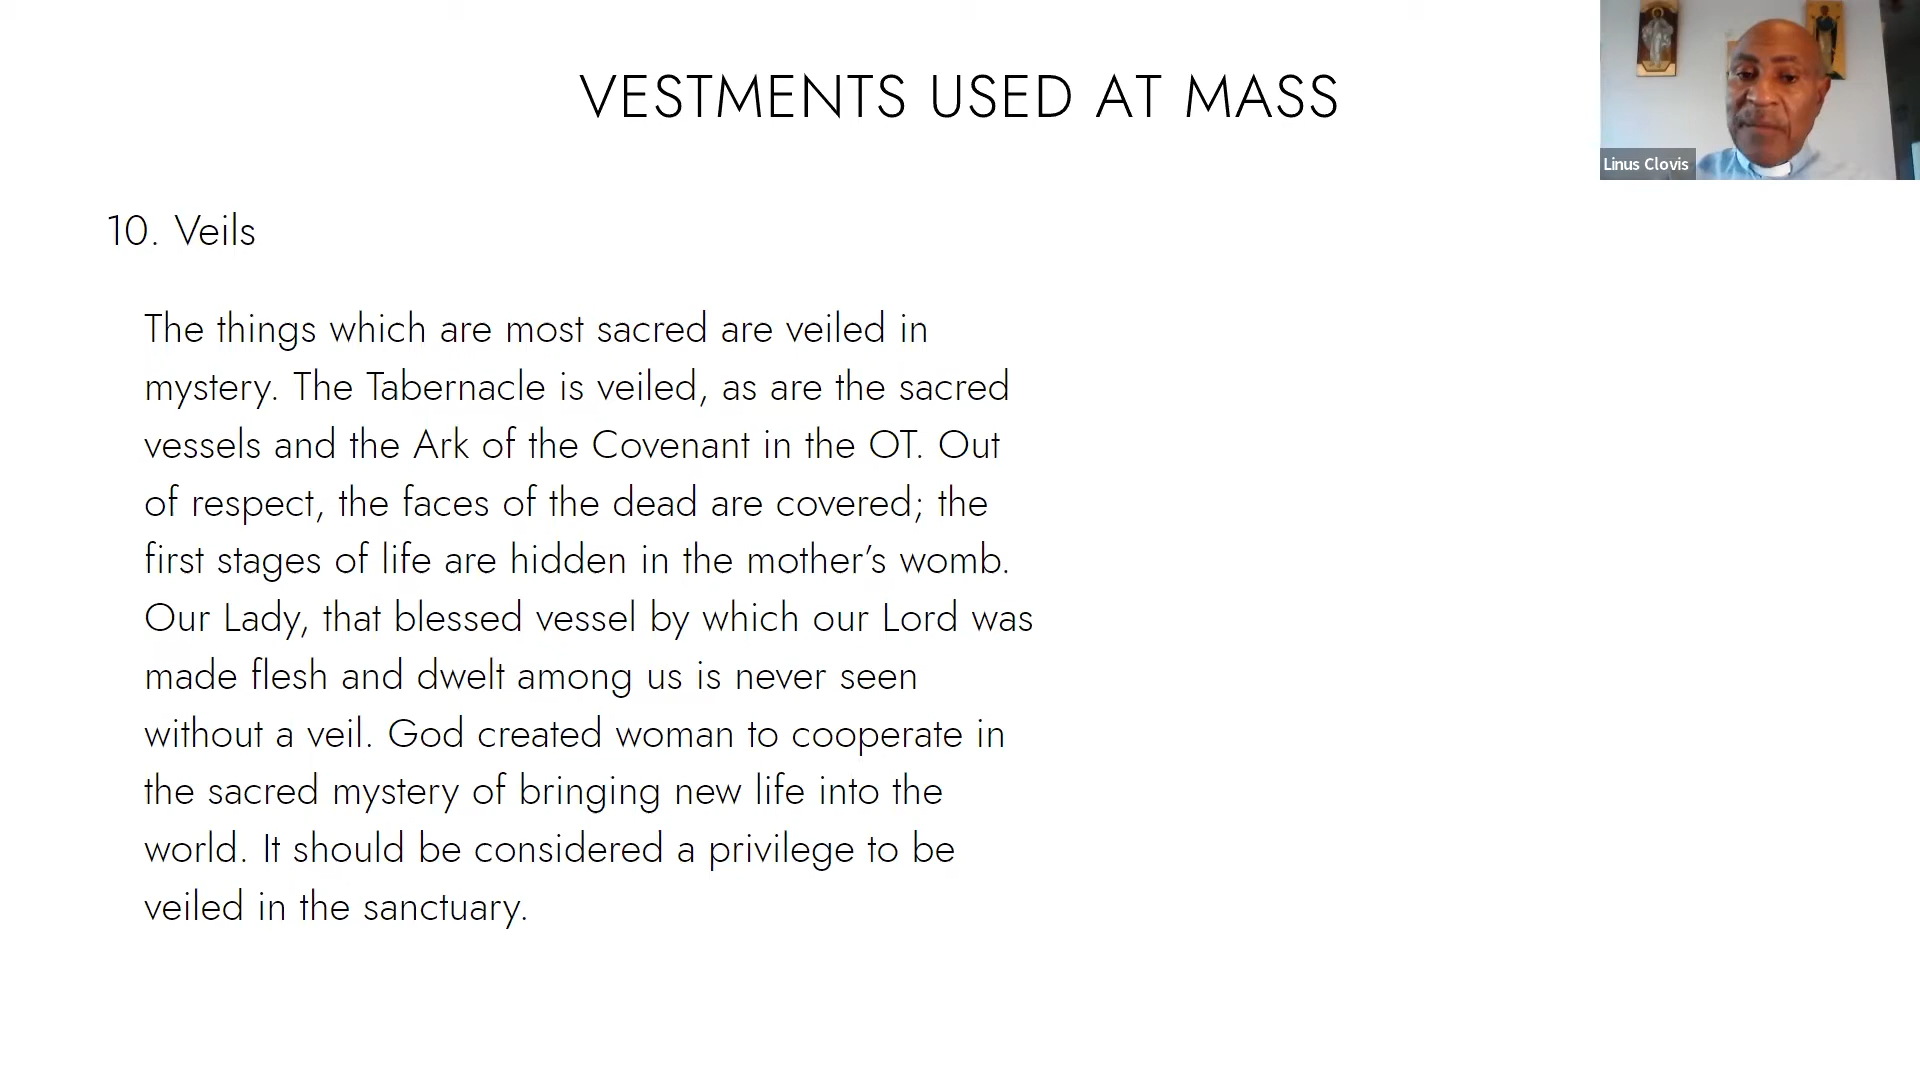 VESTMENTS USED AT MASS
Linus Clovis
10. Veils
The things which are most sacred are veiled in
mystery. The Tabernacle is veiled, as are the sacred
vessels and the Ark of the Covenant in the OT. Out
of respect, the faces of the dead are covered; the
first stages of life are hidden in the mother’s womb.
Our Lady, that blessed vessel by which our Lord was
made flesh and dwelt among us is never seen
without a veil. God created woman to cooperate in
the sacred mystery of bringing new life into the
world. It should be considered a privilege to be
veiled in the sanctuary.